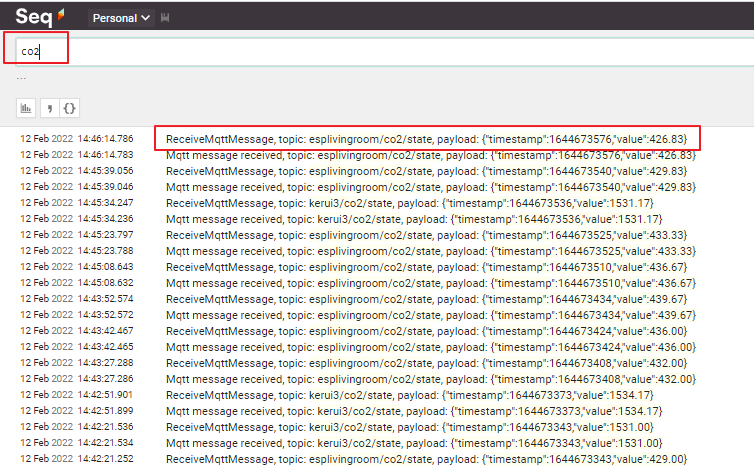 Seq
Personal
co2
...
12 Feb 2022 14:46:14.786 ReceiveMqttMessage, topic: esplivingroom/co2/state, payload: {"timestamp":1644673576,"value":426.83}
12 Feb 2022 14:46:14.783 Mqtt message received, topic: esplivingroom/co2/state, payload: {"timestamp":1644673576,"value":426.83}
12 Feb 2022 14:45:39.056 ReceiveMqttMessage, topic: esplivingroom/co2/state, payload: {"timestamp":1644673540,"value":429.83}
12 Feb 2022 14:45:39.046 Mqtt message received, topic: esplivingroom/co2/state, payload: {"timestamp":1644673540,"value":429.83}
12 Feb 2022 14:45:34.247 ReceiveMqttMessage, topic: kerui3/co2/state, payload: {"timestamp":1644673536,"value":1531.17}
12 Feb 2022 14:45:34.236 Mqtt message received, topic: kerui3/co2/state, payload: {"timestamp":1644673536,"value":1531.17}
12 Feb 2022 14:45:23.797 ReceiveMqttMessage, topic: esplivingroom/co2/state, payload: {"timestamp":1644673525,"value":433.33}
12 Feb 2022 14:45:23.788 Mqtt message received, topic: esplivingroom/co2/state, payload: {"timestamp":1644673525,"value":433.33}
12 Feb 2022 14:45:08.643 ReceiveMqttMessage, topic: esplivingroom/co2/state, payload: {"timestamp":1644673510,"value":436.67}
12 Feb 2022 14:45:08.632 Mqtt message received, topic: esplivingroom/co2/state, payload: {"timestamp":1644673510,"value":436.67}
12 Feb 2022 14:43:52.574 ReceiveMqttMessage, topic: esplivingroom/co2/state, payload: {"timestamp":1644673434,"value":439.67}
12 Feb 2022 14:43:52.572 Mqtt message received, topic: esplivingroom/co2/state, payload: {"timestamp":1644673434,"value":439.67}
12 Feb 2022 14:43:42.467 ReceiveMqttMessage, topic: esplivingroom/co2/state, payload: {"timestamp":1644673424,"value":436.00}
12 Feb 2022 14:43:42.465 Mqtt message received, topic: esplivingroom/co2/state, payload: {"timestamp":1644673424,"value":436.00}
12 Feb 2022 14:43:27.288 ReceiveMqttMessage, topic: esplivingroom/co2/state, payload: {"timestamp":1644673408,"value":432.00}
12 Feb 2022 14:43:27.286 Mqtt message received, topic: esplivingroom/co2/state, payload: {"timestamp":1644673408,"value":432.00}
12 Feb 2022 14:42:51.901 ReceiveMqttMessage, topic: kerui3/co2/state, payload: {"timestamp":1644673373,"value":1534.17}
12 Feb 2022 14:42:51.899 Mqtt message received, topic: kerui3/co2/state, payload: {"timestamp":1644673373,"value":1534.17}
12 Feb 2022 14:42:21.536 ReceiveMqttMessage, topic: kerui3/co2/state, payload: {"timestamp":1644673343,"value":1531.00}
12 Feb 2022 14:42:21.534 Mqtt message received, topic: kerui3/co2/state, payload: {"timestamp":1644673343,"value":1531.00}
12 Feb 2022 14:42:21.252 ReceiveMqttMessage, topic: esplivingroom/co2/state, payload: {"timestamp":1644673343,"value":429.00}